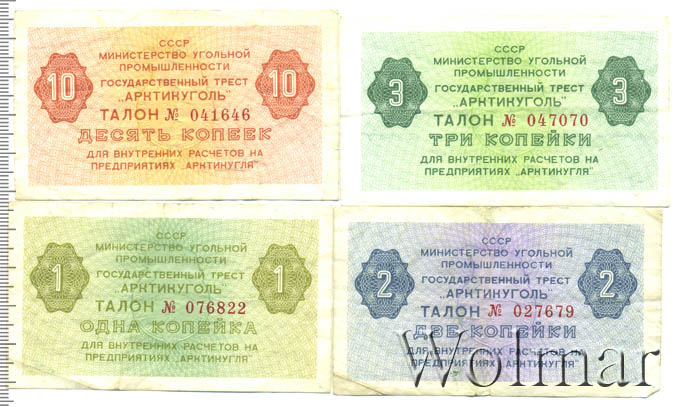 СССР
МИНИСТЕРСТВО УГОЛЬНОЙ
ПРОМЫШЛЕННОСТИ
10 ГОСУДАРСТВЕННЫЙ ТРЕСТ 10
„АРКТИКУГОЛЬ"
ТАЛОН № 041646
ДЕСЯТЬ КОПЕЕК
ДЛЯ ВНУТРЕННИХ РАСЧЕТОВ НА
ПРЕДПРИЯТИЯХ „АРКТИКУГЛЯ"
СССР
МИНИСТЕРСТВО УГОЛЬНОЙ
ПРОМЫШЛЕННОСТИ
3 ГОСУДАРСТВЕННЫЙ ТРЕСТ 3
„АРКТИКУГОЛЬ"
ТАЛОН № 047070
ТРИ КОПЕЙКИ
ДЛЯ ВНУТРЕННИХ РАСЧЕТОВ НА
ПРЕДПРИЯТИЯХ „АРКТИКУГЛЯ"
СССР
МИНИСТЕРСТВО УГОЛЬНОЙ
ПРОМЫШЛЕННОСТИ
1 ГОСУДАРСТВЕННЫЙ ТРЕСТ 1
„АРКТИКУГОЛЬ"
ТАЛОН № 076822
ОДНА КОПЕЙКА
ДЛЯ ВНУТРЕННИХ РАСЧЕТОВ НА
ПРЕДПРИЯТИЯХ „АРКТИКУГЛЯ"
СССР
МИНИСТЕРСТВО УГОЛЬНОЙ
ПРОМЫШЛЕННОСТИ
2 ГОСУДАРСТВЕННЫЙ ТРЕСТ 2
„АРКТИКУГОЛЬ"
ТАЛОН № 027679
ДВЕ КОПЕЙКИ
ДЛЯ ВНУТРЕННИХ РАСЧЕТОВ НА
ПРЕДПРИЯТИЯХ „АРКТИКУГЛЯ"
Wolmar